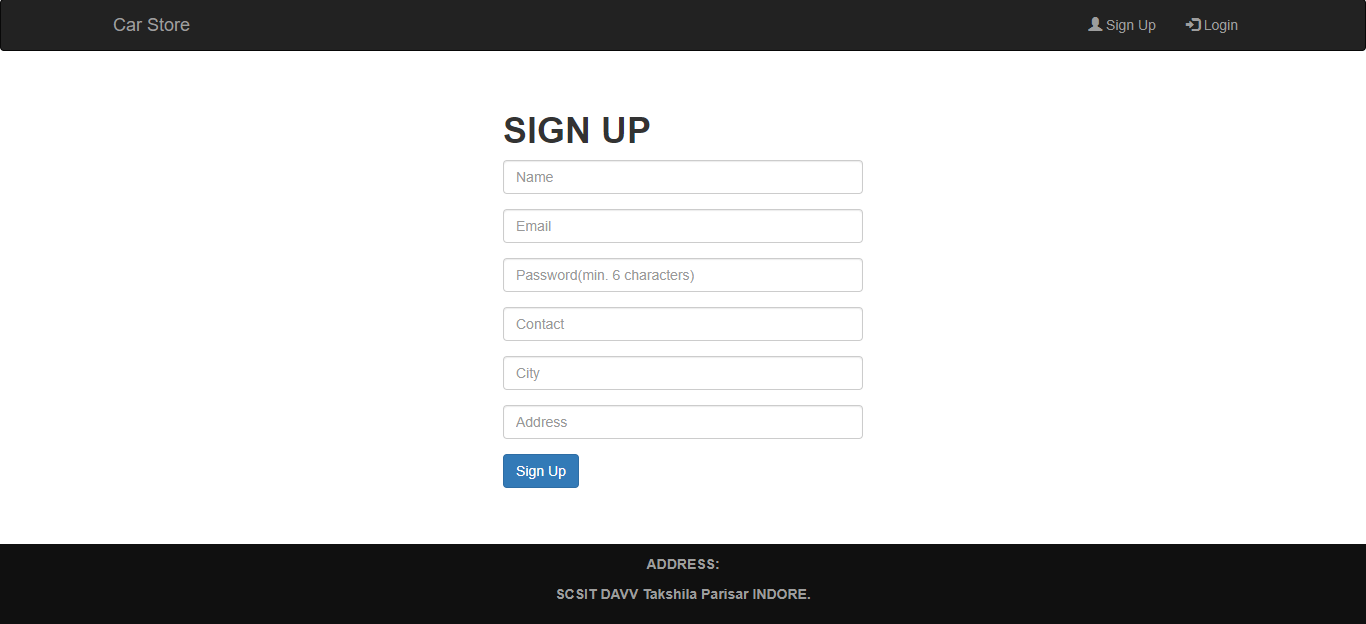 Car Store Sign Up Login
SIGN UP
Name
Email
Password(min. 6 characters)
Contact
City
Address
Sign Up
ADDRESS:
SCSIT DAVV Takshila Parisar INDORE.